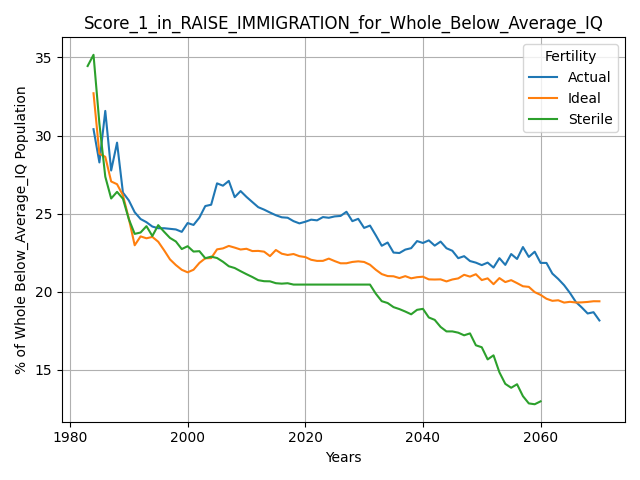 Score_1_in_RAISE_IMMIGRATION_for_Whole_Below_Average_IQ
% of Whole Below_Average_IQ Population
35
30
25
20
15
Fertility
Actual
Ideal
Sterile
1980 2000 2020 2040 2060
Years